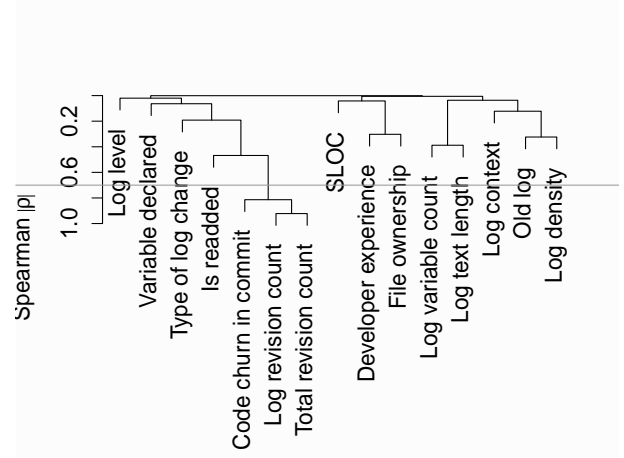 Spearman |ρ|
0.2
0.6
1.0
Log level
Variable declared
Type of log change
Is readded
Code churn in commit
Log revision count
Total revision count
SLOC
Developer experience
File ownership
Log variable count
Log text length
Log context
Old log
Log density